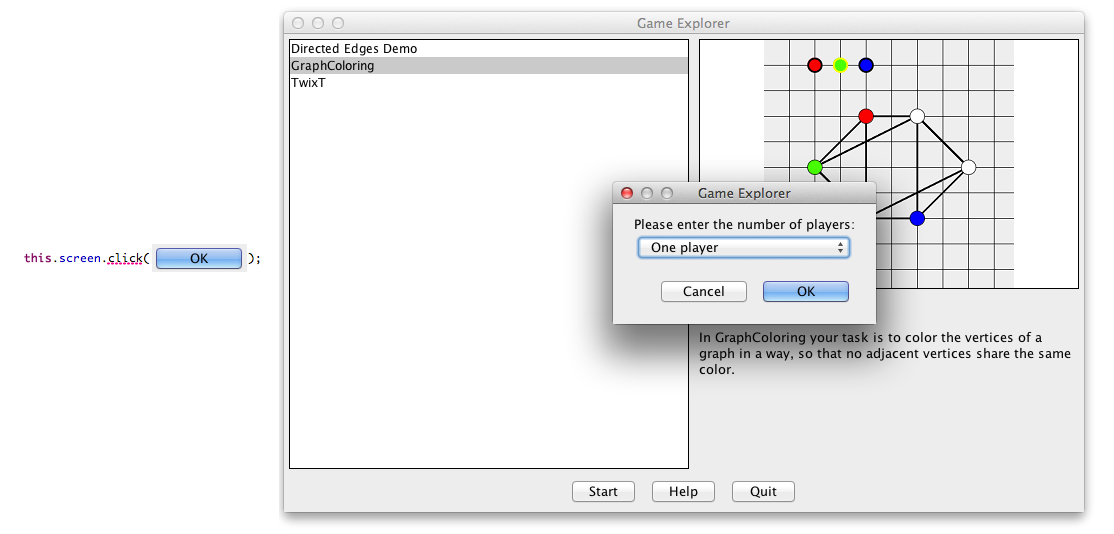 this.screen.click( OK );
Game Explorer
Directed Edges Demo
GraphColoring
TwixT
Game Explorer
Please enter the number of players:
One player
Cancel
OK
In GraphColoring your task is to color the vertices of a
graph in a way, so that no adjacent vertices share the same
color.
Start
Help
Quit